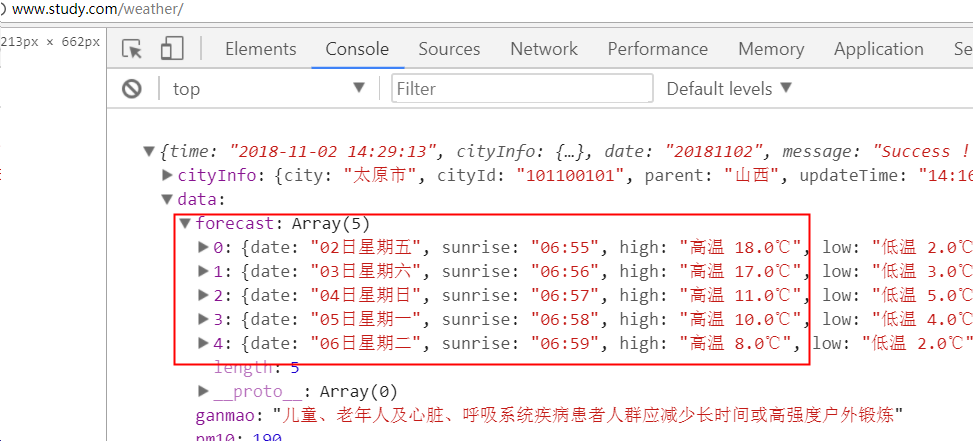 www.study.com/weather/
213px × 662px
Elements Console Sources Network Performance Memory Application Se
top Filter Default levels
{time: "2018-11-02 14:29:13", cityInfo: {…}, date: "20181102", message: "Success !
cityInfo: {city: "太原市", cityId: "101100101", parent: "山西", updateTime: "14:16
data:
forecast: Array(5)
0: {date: "02日星期五", sunrise: "06:55", high: "高温 18.0℃", low: "低温 2.0℃
1: {date: "03日星期六", sunrise: "06:56", high: "高温 17.0℃", low: "低温 3.0℃
2: {date: "04日星期日", sunrise: "06:57", high: "高温 11.0℃", low: "低温 5.0℃
3: {date: "05日星期一", sunrise: "06:58", high: "高温 10.0℃", low: "低温 4.0℃
4: {date: "06日星期二", sunrise: "06:59", high: "高温 8.0℃", low: "低温 2.0℃"
length: 5
__proto__: Array(0)
ganmao: "儿童、老年人及心脏、呼吸系统疾病患者人群应减少长时间或高强度户外锻炼"
pm10: 190